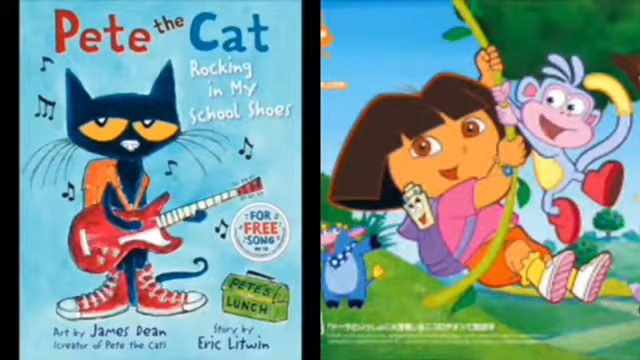 Pete the Cat
Rocking
in My
School Shoes
FOR
FREE
SONG
PETE'S
LUNCH
Art by James Dean
(creator of Pete the Cat)
Story by
Eric Litwin